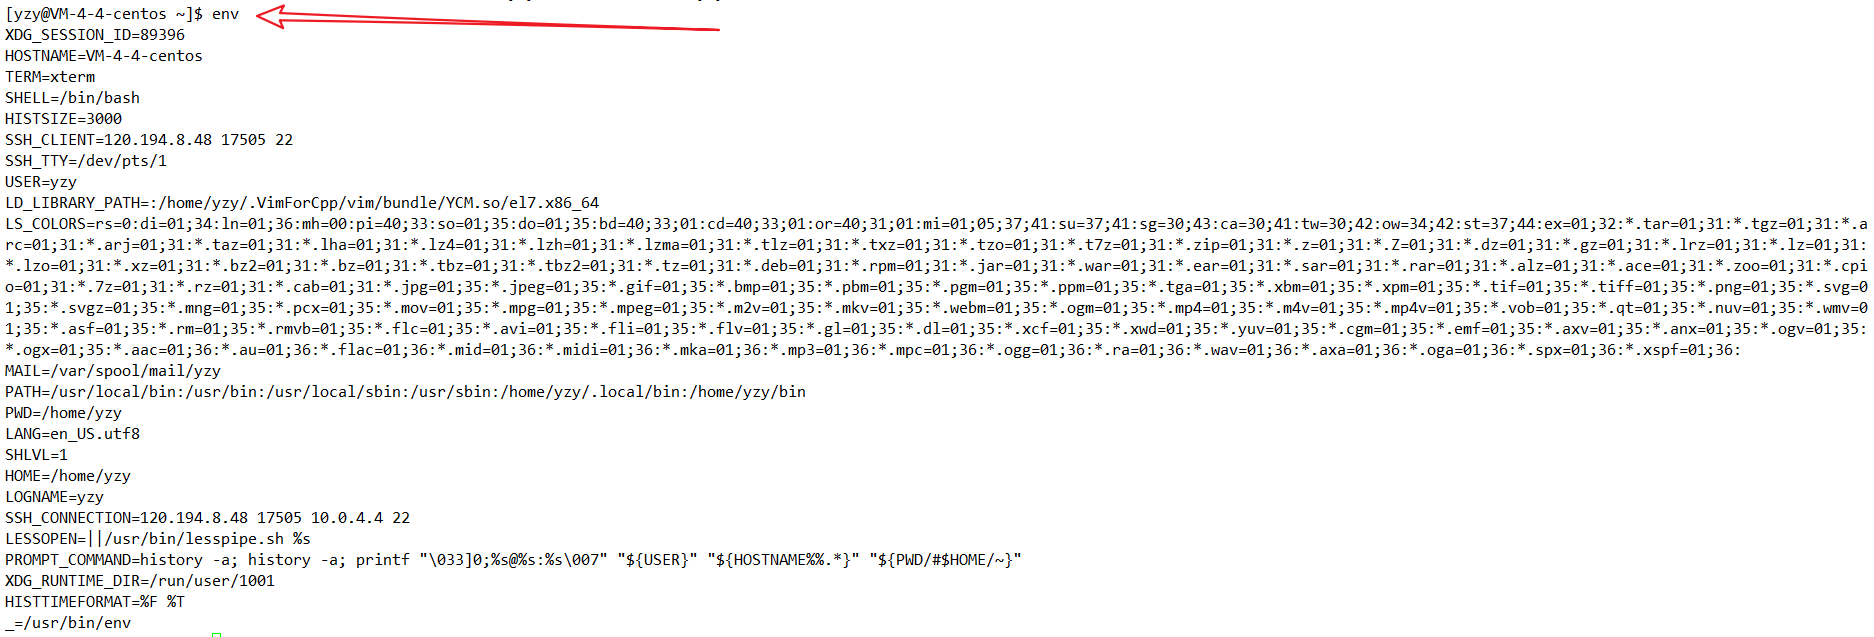 [yzy@VM-4-4-centos ~]$ env
XDG_SESSION_ID=89396
HOSTNAME=VM-4-4-centos
TERM=xterm
SHELL=/bin/bash
HISTSIZE=3000
SSH_CLIENT=120.194.8.48 17505 22
SSH_TTY=/dev/pts/1
USER=yzy
LD_LIBRARY_PATH=:/home/yzy/.VimForCpp/vim/bundle/YCM.so/el7.x86_64
LS_COLORS=rs=0:di=01;34:ln=01;36:mh=00:pi=40;33:so=01;35:do=01;35:bd=40;33;01:cd=40;33;01:or=40;31;01:mi=01;05;37;41:su=37;41:sg=30;43:ca=30;41:tw=30;42:ow=34;42:st=37;44:ex=01;32:*.tar=01;31:*.tgz=01;31:*.a
rc=01;31:*.arj=01;31:*.taz=01;31:*.lha=01;31:*.lz4=01;31:*.lzh=01;31:*.lzma=01;31:*.tlz=01;31:*.txz=01;31:*.tzo=01;31:*.t7z=01;31:*.zip=01;31:*.z=01;31:*.Z=01;31:*.dz=01;31:*.gz=01;31:*.lrz=01;31:*.lz=01;31:
*.lzo=01;31:*.xz=01;31:*.bz2=01;31:*.bz=01;31:*.tbz=01;31:*.tbz2=01;31:*.tz=01;31:*.deb=01;31:*.rpm=01;31:*.jar=01;31:*.war=01;31:*.ear=01;31:*.sar=01;31:*.rar=01;31:*.alz=01;31:*.ace=01;31:*.zoo=01;31:*.cpi
o=01;31:*.7z=01;31:*.rz=01;31:*.cab=01;31:*.jpg=01;35:*.jpeg=01;35:*.gif=01;35:*.bmp=01;35:*.pbm=01;35:*.pgm=01;35:*.ppm=01;35:*.tga=01;35:*.xbm=01;35:*.xpm=01;35:*.tif=01;35:*.tiff=01;35:*.png=01;35:*.svg=0
1;35:*.svgz=01;35:*.mng=01;35:*.pcx=01;35:*.mov=01;35:*.mpg=01;35:*.mpeg=01;35:*.m2v=01;35:*.mkv=01;35:*.webm=01;35:*.ogm=01;35:*.mp4=01;35:*.m4v=01;35:*.mp4v=01;35:*.vob=01;35:*.qt=01;35:*.nuv=01;35:*.wmv=0
1;35:*.asf=01;35:*.rm=01;35:*.rmvb=01;35:*.flc=01;35:*.avi=01;35:*.fli=01;35:*.flv=01;35:*.gl=01;35:*.dl=01;35:*.xcf=01;35:*.xwd=01;35:*.yuv=01;35:*.cgm=01;35:*.emf=01;35:*.axv=01;35:*.anx=01;35:*.ogv=01;35:
*.ogx=01;35:*.aac=01;36:*.au=01;36:*.flac=01;36:*.mid=01;36:*.midi=01;36:*.mka=01;36:*.mp3=01;36:*.mpc=01;36:*.ogg=01;36:*.ra=01;36:*.wav=01;36:*.axa=01;36:*.oga=01;36:*.spx=01;36:*.xspf=01;36:
MAIL=/var/spool/mail/yzy
PATH=/usr/local/bin:/usr/bin:/usr/local/sbin:/usr/sbin:/home/yzy/.local/bin:/home/yzy/bin
PWD=/home/yzy
LANG=en_US.utf8
SHLVL=1
HOME=/home/yzy
LOGNAME=yzy
SSH_CONNECTION=120.194.8.48 17505 10.0.4.4 22
LESSOPEN=||/usr/bin/lesspipe.sh %s
PROMPT_COMMAND=history -a; history -a; printf "\033]0;%s@%s:%s\007" "${USER}" "${HOSTNAME%%.*}" "${PWD/#$HOME/~}"
XDG_RUNTIME_DIR=/run/user/1001
HISTTIMEFORMAT=%F %T
_=/usr/bin/env